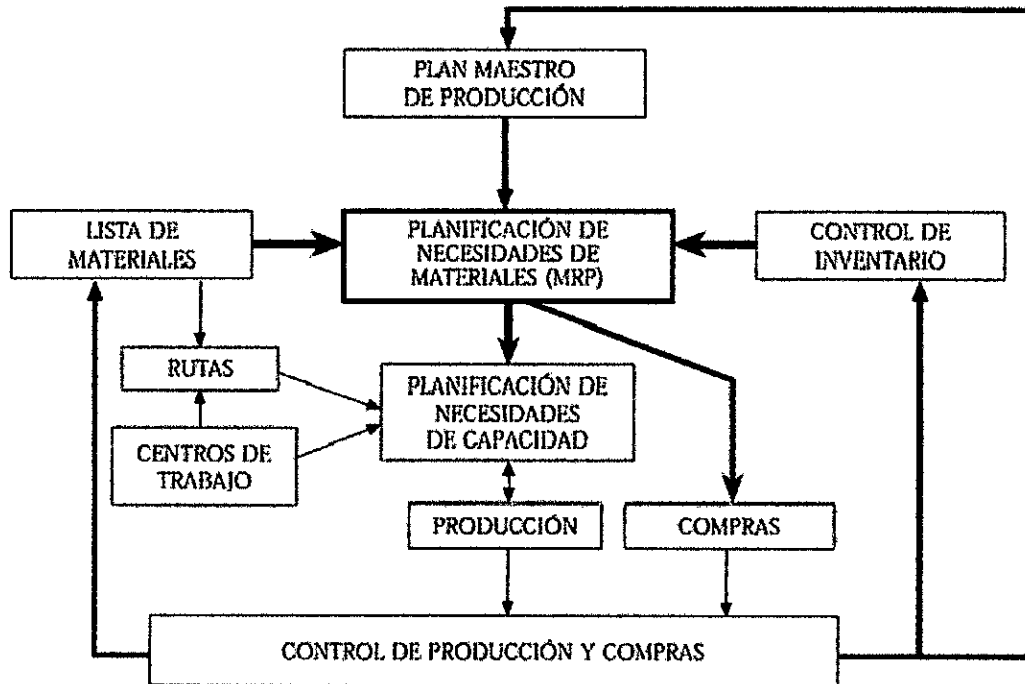 PLAN MAESTRO
DE PRODUCCIÓN
LISTA DE
MATERIALES
PLANIFICACIÓN DE
NECESIDADES DE
MATERIALES (MRP)
CONTROL DE
INVENTARIO
RUTAS
PLANIFICACIÓN DE
NECESIDADES
DE CAPACIDAD
CENTROS DE
TRABAJO
PRODUCCIÓN
COMPRAS
CONTROL DE PRODUCCIÓN Y COMPRAS